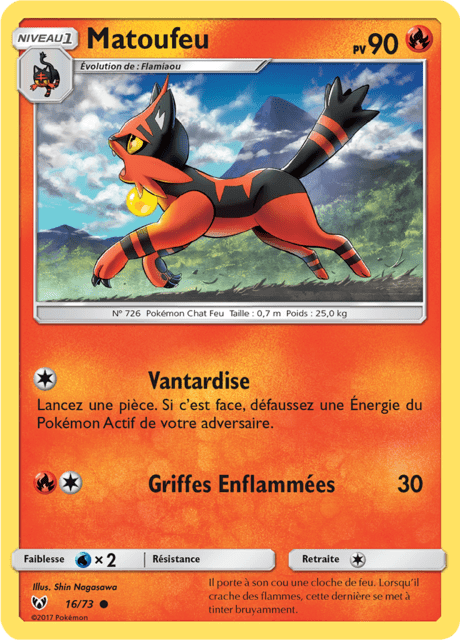 NIVEAU 1
Matoufeu
PV 90
Évolution de : Flamiaou
N° 726 Pokémon Chat Feu Taille : 0,7 m Poids : 25,0 kg
Vantardise
Lancez une pièce. Si c'est face, défaussez une Énergie du
Pokémon Actif de votre adversaire.
Griffes Enflammées 30
Faiblesse ×2 Résistance Retraite
Illus. Shin Nagasawa
16/73
©2017 Pokémon
Il porte à son cou une cloche de feu. Lorsqu'il
crache des flammes, cette dernière se met à
tinter bruyamment.